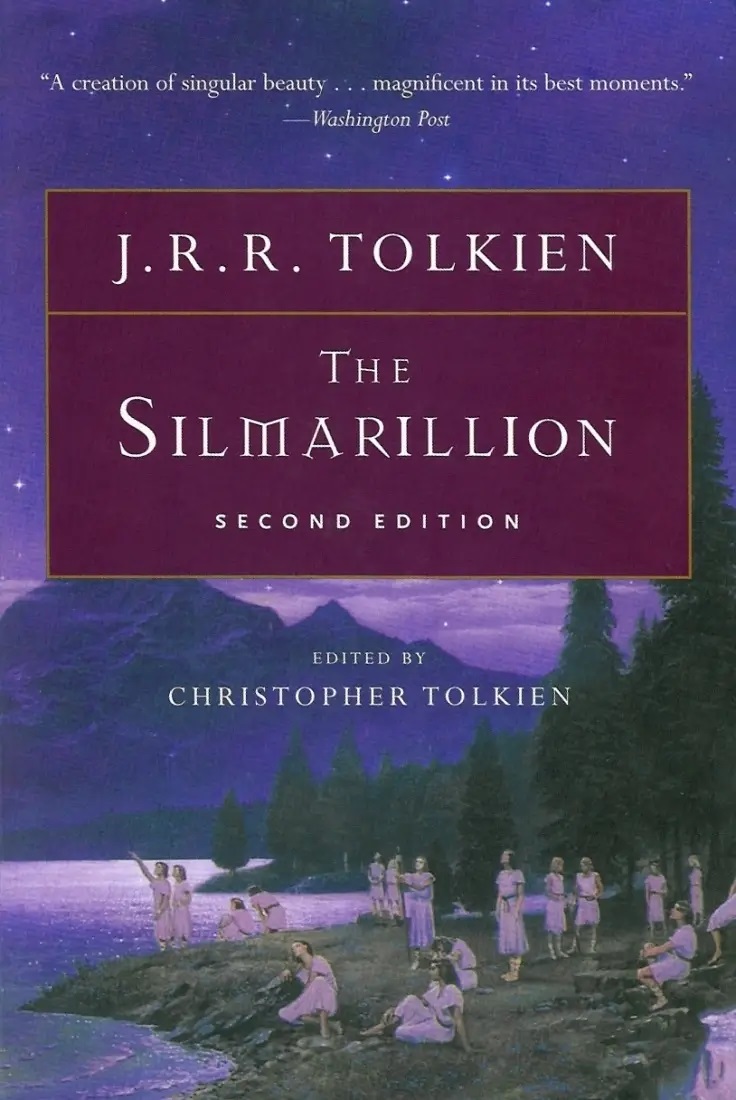 “A creation of singular beauty . . . magnificent in its best moments.”
—Washington Post
J.R.R. TOLKIEN
THE
SILMARILLION
SECOND EDITION
EDITED BY
CHRISTOPHER TOLKIEN